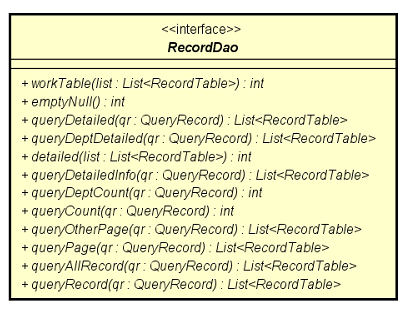 <<interface>>
RecordDao
+ workTable(list : List<RecordTable>) : int
+ emptyNull() : int
+ queryDetailed(qr : QueryRecord) : List<RecordTable>
+ queryDeptDetailed(qr : QueryRecord) : List<RecordTable>
+ detailed(list : List<RecordTable>) : int
+ queryDetailedInfo(qr : QueryRecord) : List<RecordTable>
+ queryDeptCount(qr : QueryRecord) : int
+ queryCount(qr : QueryRecord) : int
+ queryOtherPage(qr : QueryRecord) : List<RecordTable>
+ queryPage(qr : QueryRecord) : List<RecordTable>
+ queryAllRecord(qr : QueryRecord) : List<RecordTable>
+ queryRecord(qr : QueryRecord) : List<RecordTable>